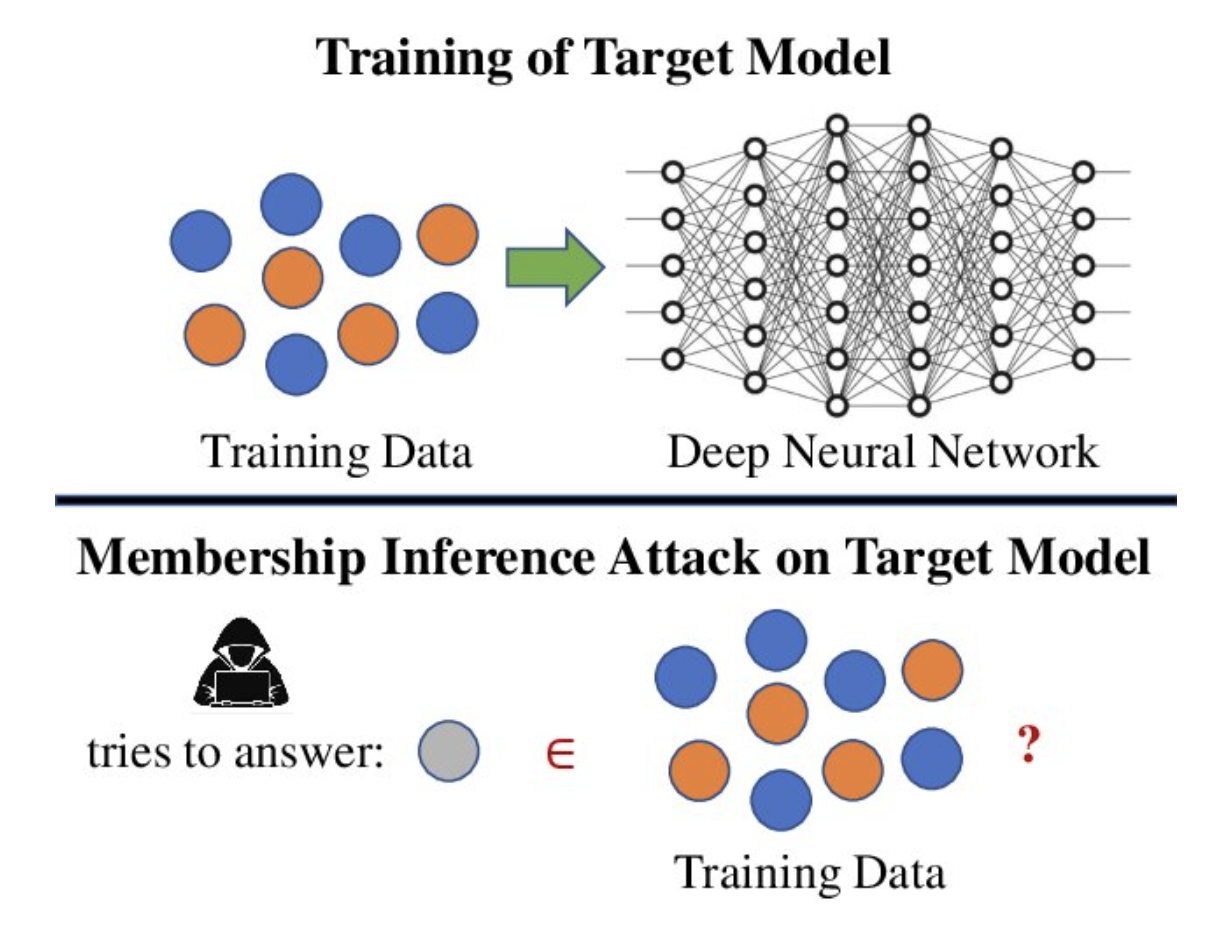 Training of Target Model
Training Data
Deep Neural Network
Membership Inference Attack on Target Model
tries to answer: ∈ ?
Training Data